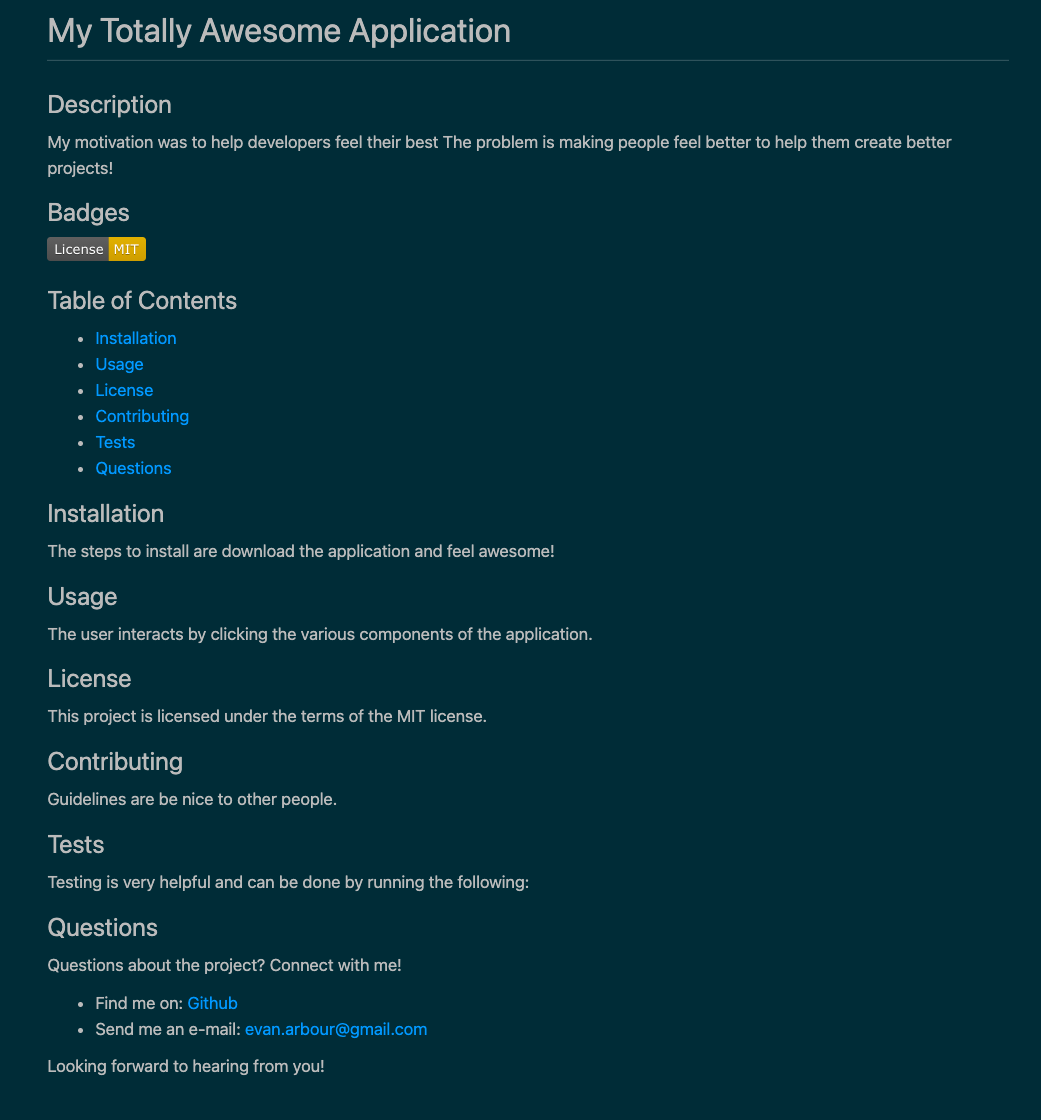 My Totally Awesome Application
Description
My motivation was to help developers feel their best The problem is making people feel better to help them create better
projects!
Badges
License MIT
Table of Contents
Installation
Usage
License
Contributing
Tests
Questions
Installation
The steps to install are download the application and feel awesome!
Usage
The user interacts by clicking the various components of the application.
License
This project is licensed under the terms of the MIT license.
Contributing
Guidelines are be nice to other people.
Tests
Testing is very helpful and can be done by running the following:
Questions
Questions about the project? Connect with me!
Find me on: Github
Send me an e-mail: evan.arbour@gmail.com
Looking forward to hearing from you!